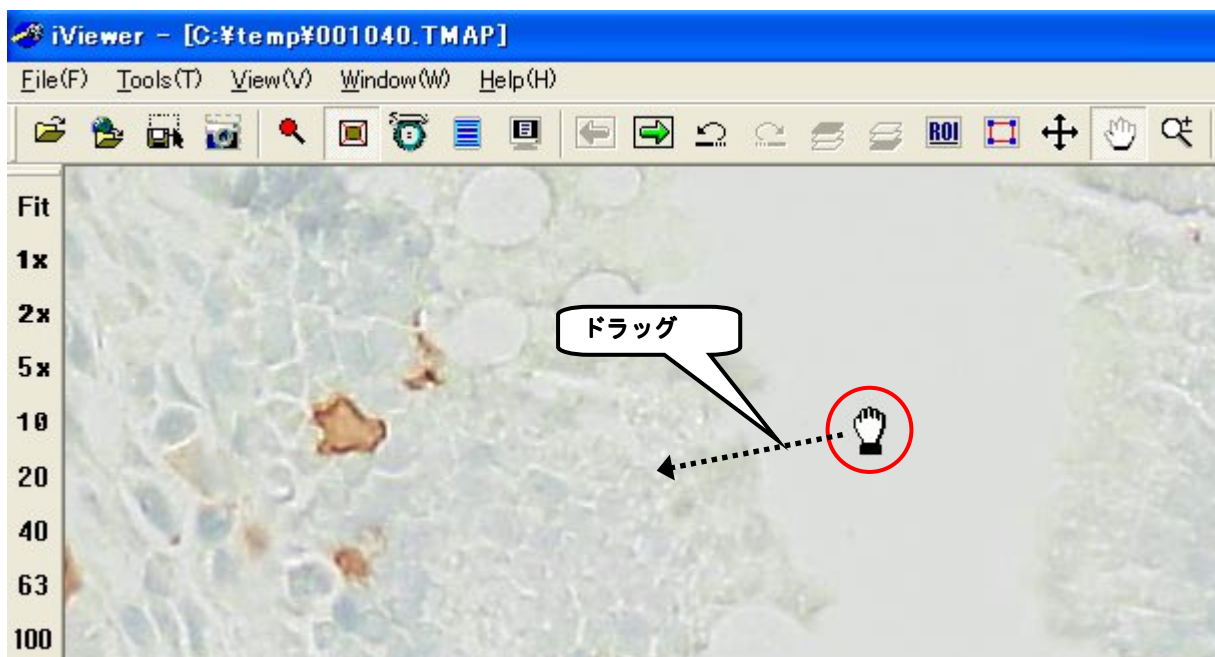 iViewer - [C:¥temp¥001040.TMAP]
File(F) Tools(T) View(V) Window(W) Help(H)
ROI
Fit
1x
2x
5x
10
20
40
63
100
ドラッグ